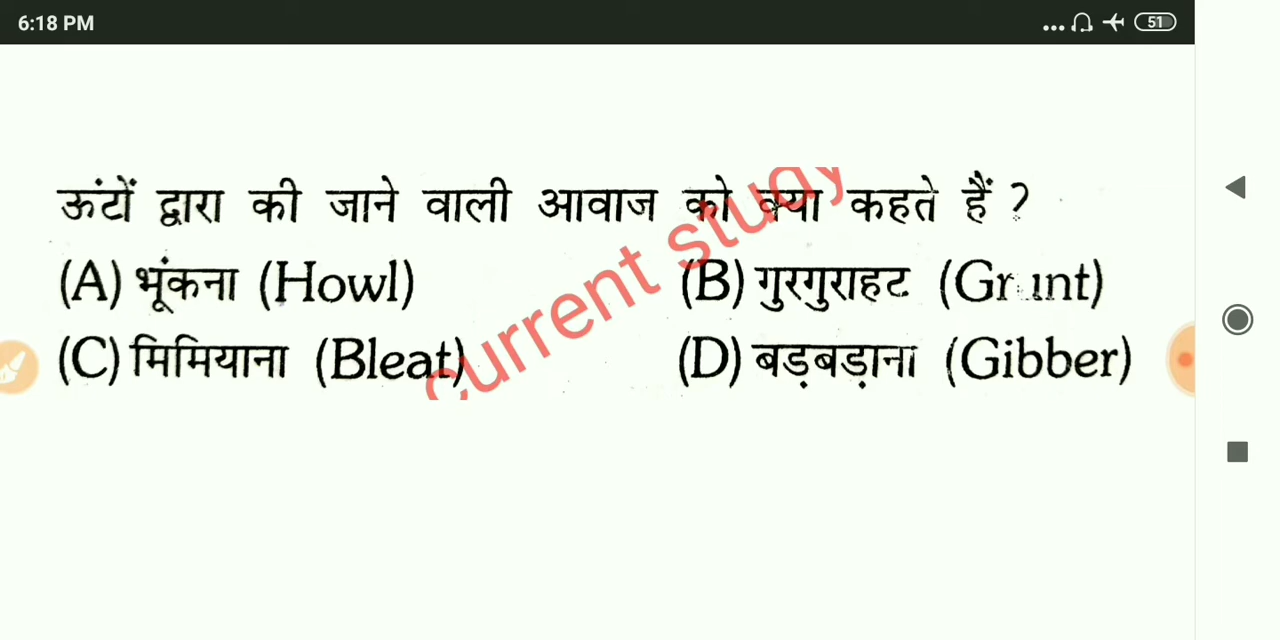 6:18 PM
... 51
ऊंटों द्वारा की जाने वाली आवाज को क्या कहते हैं ?
(A) भूंकना (Howl) (B) गुरगुराहट (Grunt)
(C) मिमियाना (Bleat) (D) बड़बड़ाना (Gibber)
current study